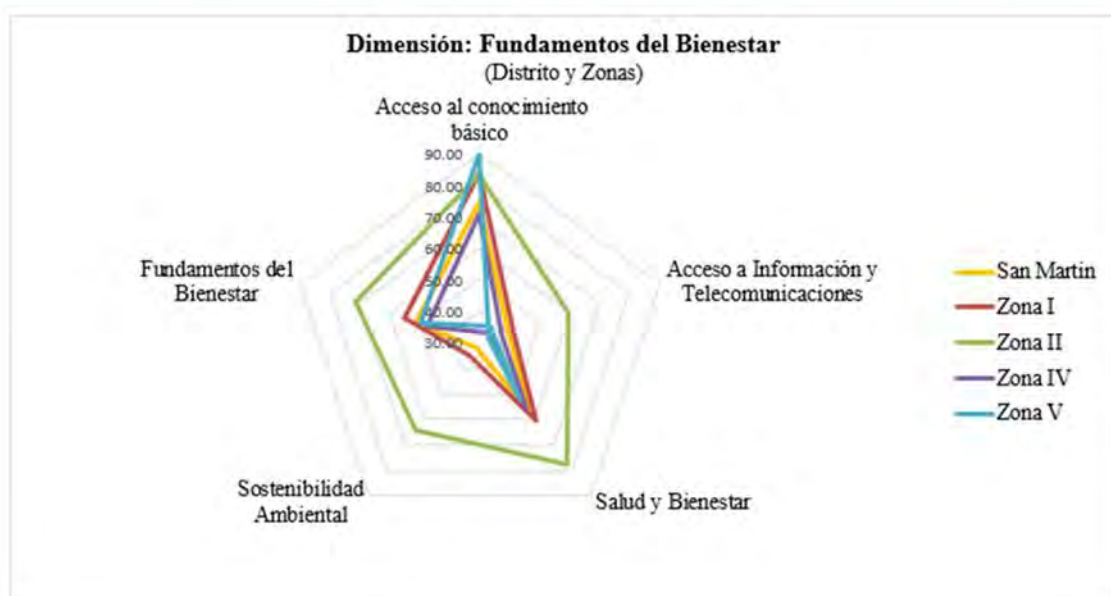 Dimensión: Fundamentos del Bienestar
(Distrito y Zonas)
Acceso al conocimiento
básico
90.00
80.00
70.00
60.00
50.00
40.00
30.00
Fundamentos del
Bienestar
Acceso a Información y
Telecomunicaciones
Sostenibilidad
Ambiental
Salud y Bienestar
San Martin
Zona I
Zona II
Zona IV
Zona V